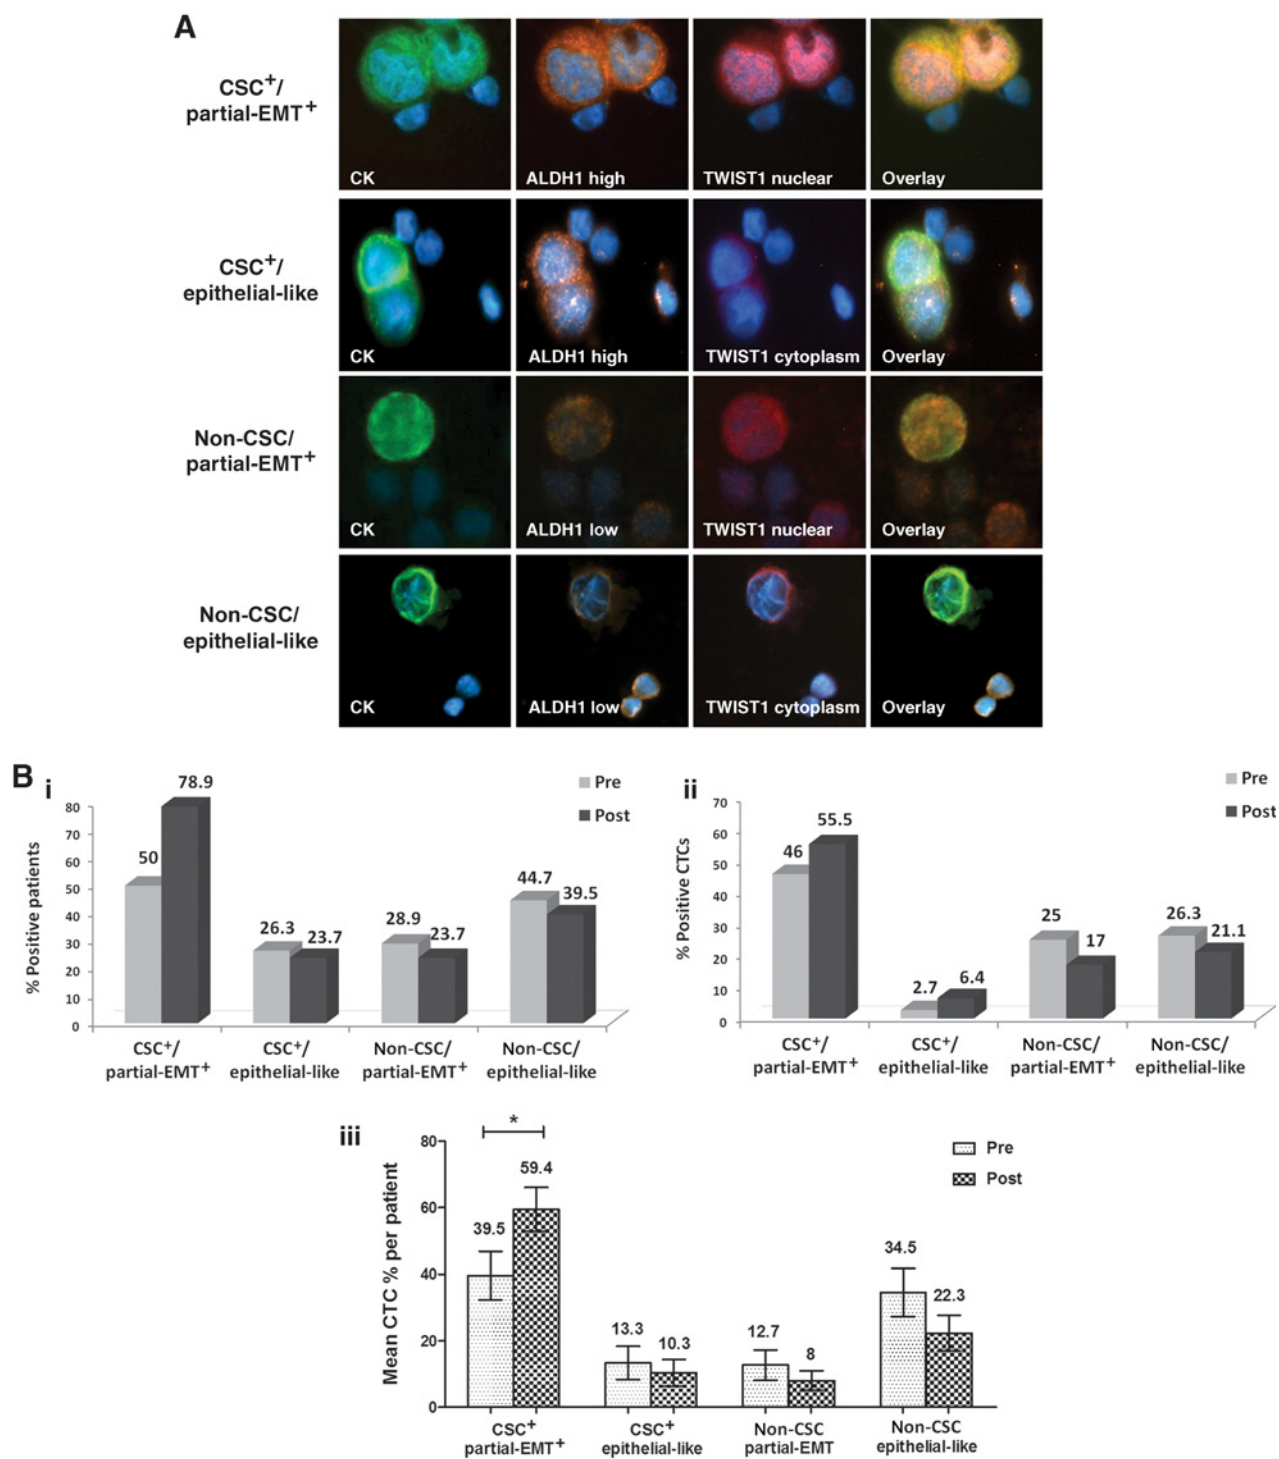 A
CSC+/
partial-EMT+
CK
ALDH1 high
TWIST1 nuclear
Overlay
CSC+/
epithelial-like
CK
ALDH1 high
TWIST1 cytoplasm
Overlay
Non-CSC/
partial-EMT+
CK
ALDH1 low
TWIST1 nuclear
Overlay
Non-CSC/
epithelial-like
CK
ALDH1 low
TWIST1 cytoplasm
Overlay
B
i
% Positive patients
80
70
60
50
40
30
20
10
0
50
78.9
26.3
23.7
28.9
23.7
44.7
39.5
Pre
Post
CSC+/
partial-EMT+
CSC+/
epithelial-like
Non-CSC/
partial-EMT+
Non-CSC/
epithelial-like
ii
% Positive CTCs
70
60
50
40
30
20
10
0
46
55.5
2.7
6.4
25
17
26.3
21.1
Pre
Post
CSC+/
partial-EMT+
CSC+/
epithelial-like
Non-CSC/
partial-EMT+
Non-CSC/
epithelial-like
iii
Mean CTC % per patient
80
60
40
20
0
*
39.5
59.4
13.3
10.3
12.7
8
34.5
22.3
Pre
Post
CSC+
partial-EMT+
CSC+
epithelial-like
Non-CSC
partial-EMT
Non-CSC
epithelial-like